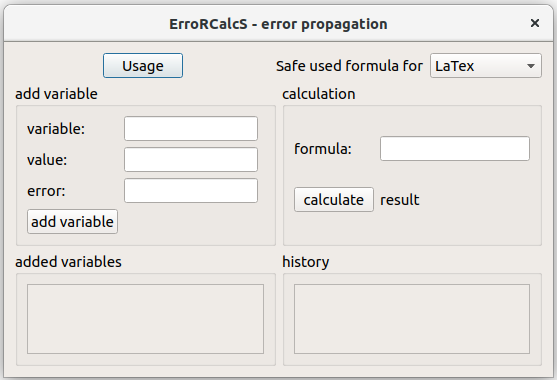 ErroRCalcS - error propagation
Usage
Safe used formula for
LaTex
add variable
variable:
value:
error:
add variable
calculation
formula:
calculate
result
added variables
history